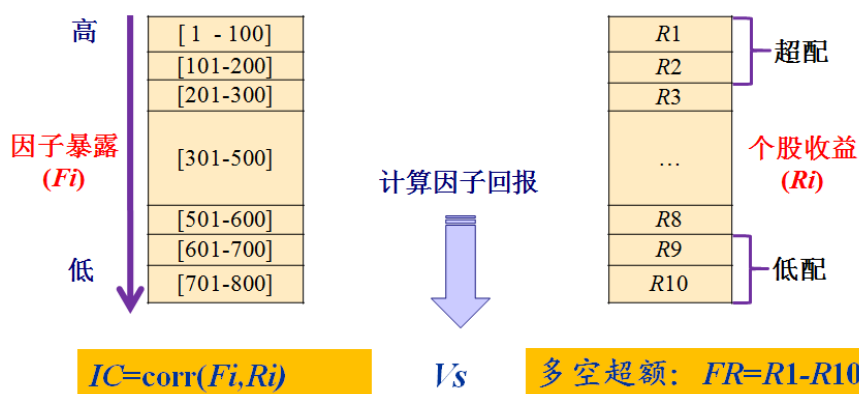 高
[ 1 - 100]
[101-200]
[201-300]
因子暴露
(Fi)
[301-500]
[501-600]
低
[601-700]
[701-800]
计算因子回报
R1
超配
R2
R3
…
个股收益
(Ri)
R8
R9
低配
R10
IC=corr(Fi,Ri)
Vs
多空超额： FR=R1-R10